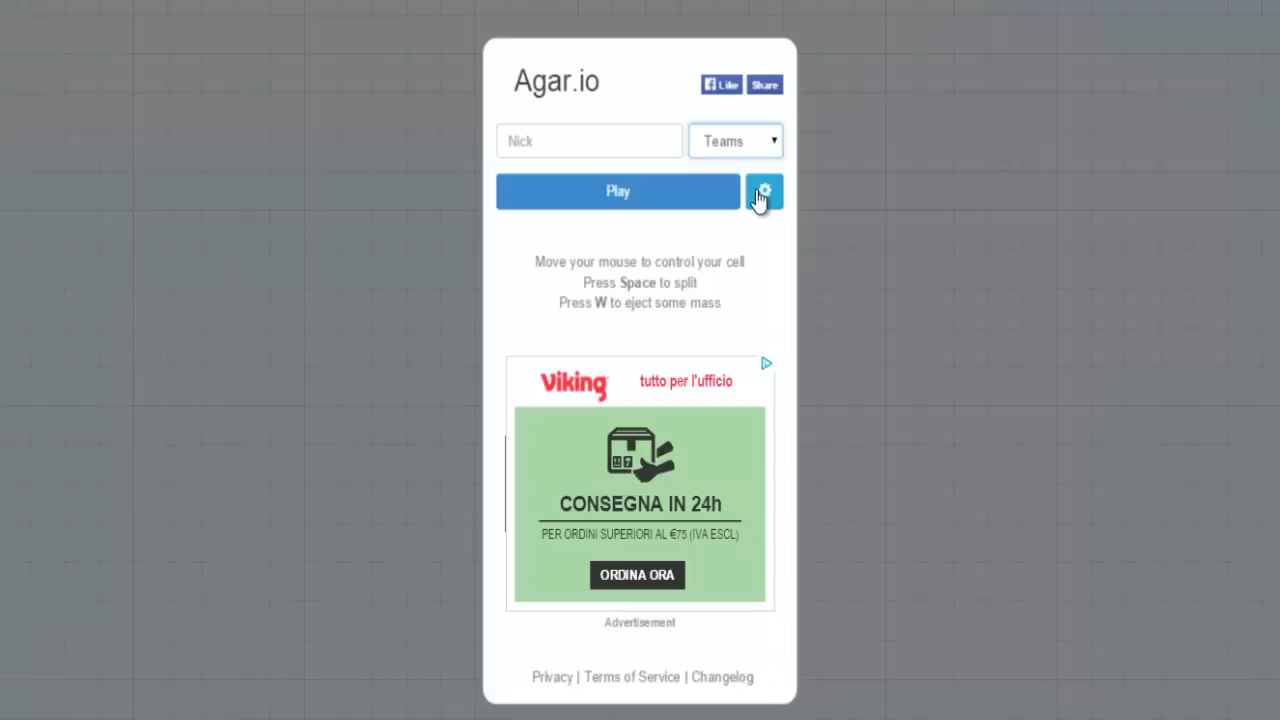 Agar.io
Like Share
Nick Teams
Play
Move your mouse to control your cell
Press Space to split
Press W to eject some mass
Viking tutto per l'ufficio
CONSEGNA IN 24h
PER ORDINI SUPERIORI AL €75 (IVA ESCL)
ORDINA ORA
Advertisement
Privacy | Terms of Service | Changelog